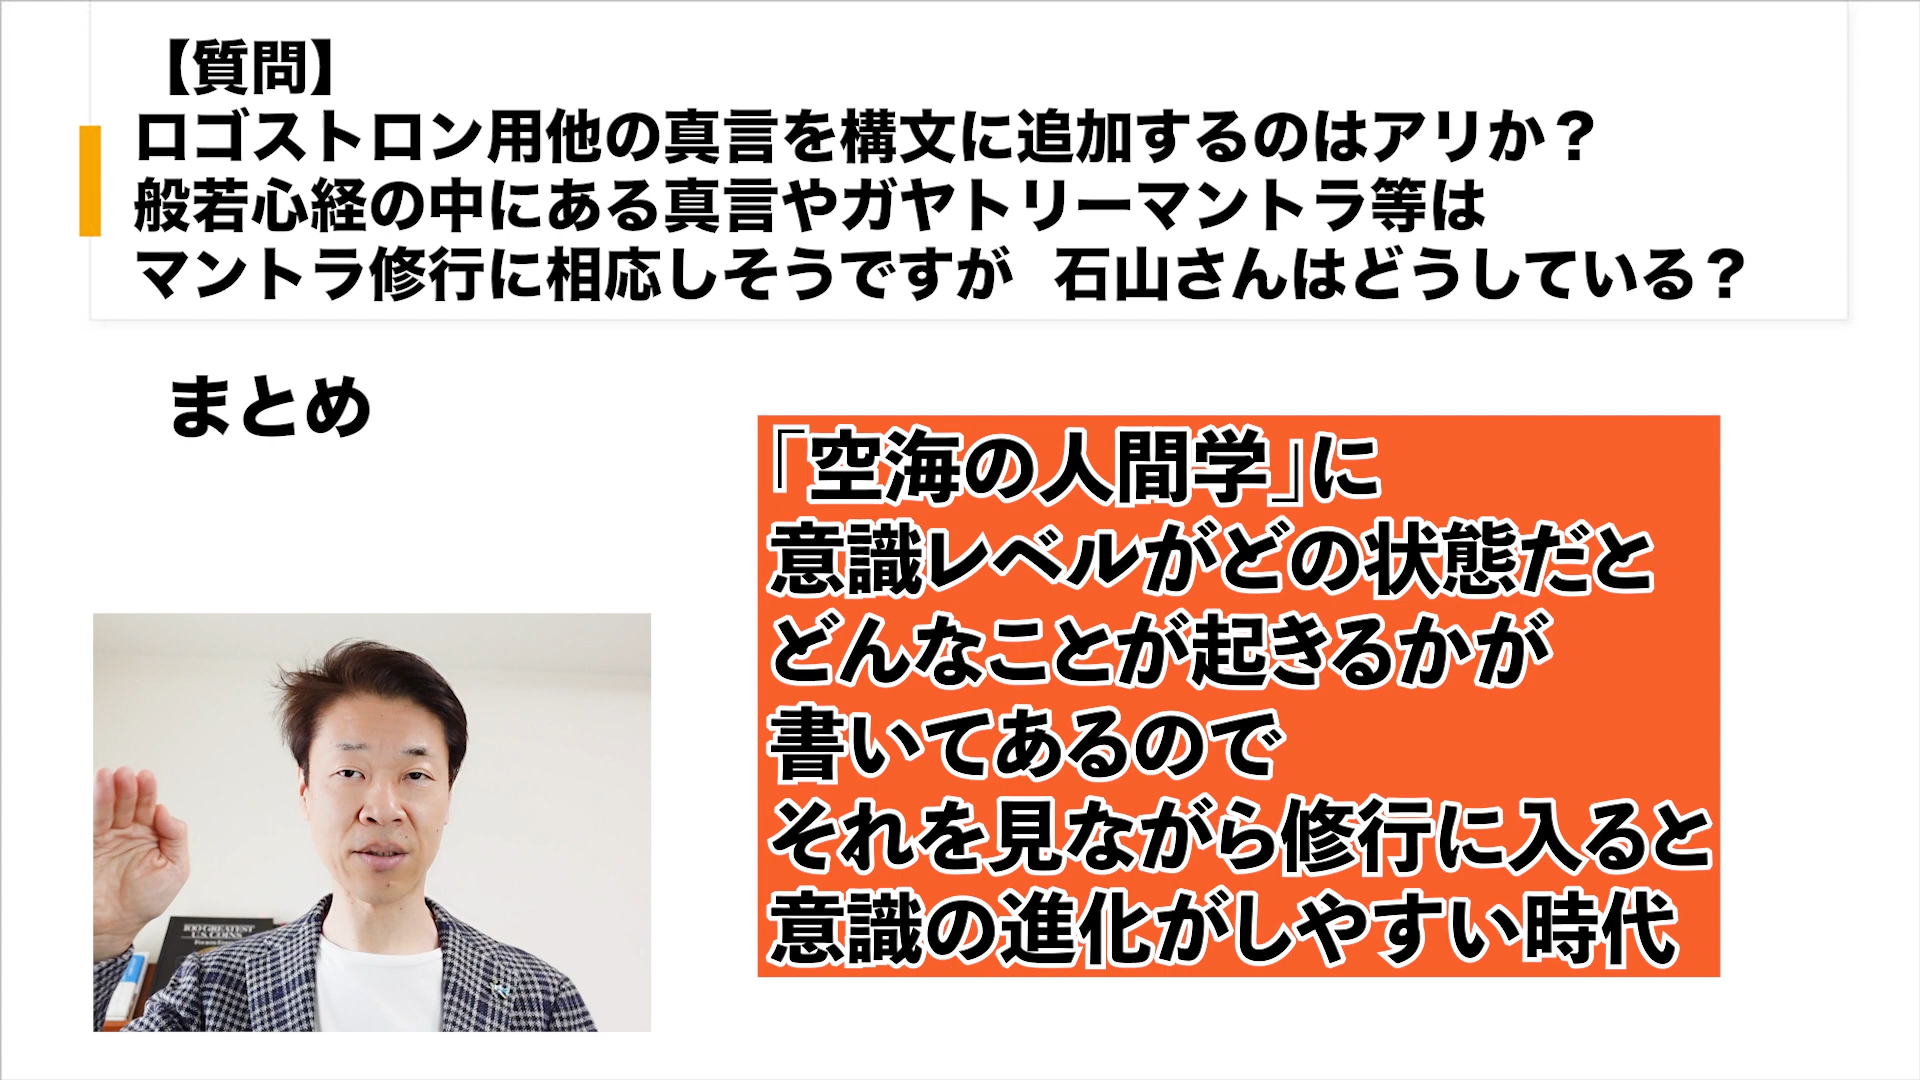 【質問】
ロゴストロン用他の真言を構文に追加するのはアリか？
般若心経の中にある真言やガヤトリーマントラ等は
マントラ修行に相応しそうですが 石山さんはどうしている？
まとめ
「空海の人間学」に
意識レベルがどの状態だと
どんなことが起きるかが
書いてあるので
それを見ながら修行に入ると
意識の進化がしやすい時代
100 GREATEST
U.S. COINS